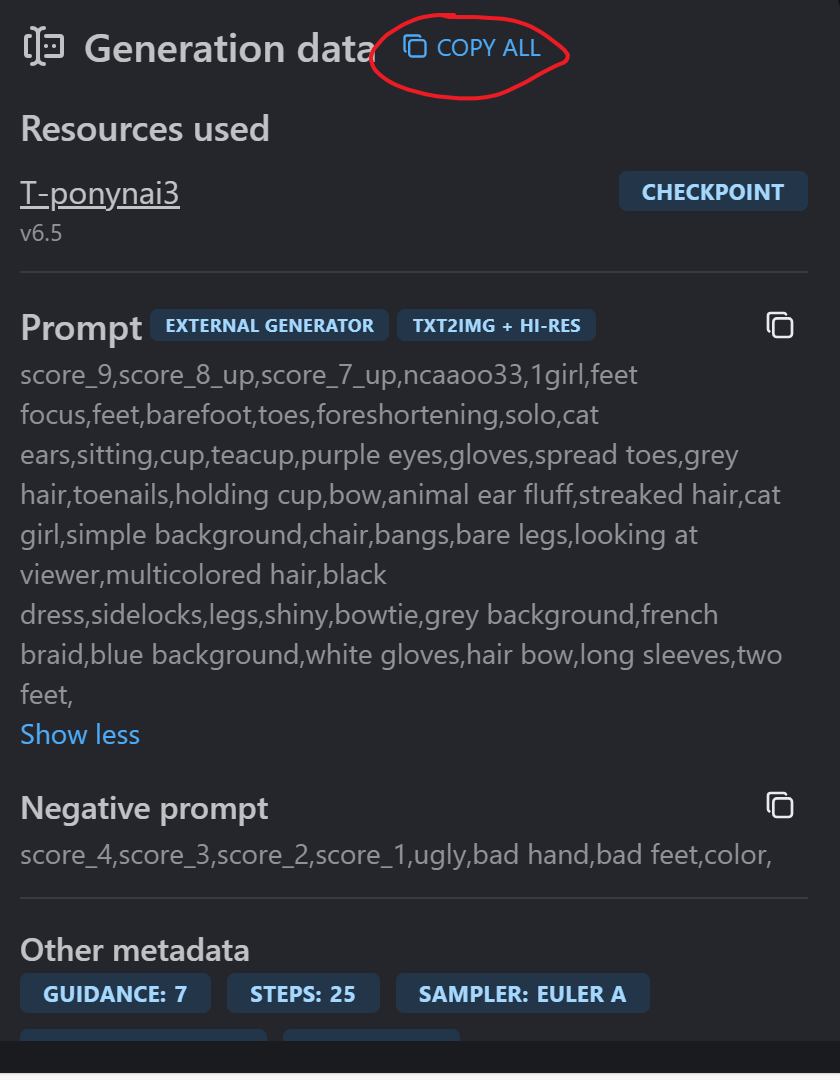 Generation data COPY ALL
Resources used
T-ponynai3 CHECKPOINT
v6.5
Prompt EXTERNAL GENERATOR TXT2IMG + HI-RES
score_9,score_8_up,score_7_up,ncaaoo33,1girl,feet
focus,feet,barefoot,toes,foreshortening,solo,cat
ears,sitting,cup,teacup,purple eyes,gloves,spread toes,grey
hair,toenails,holding cup,bow,animal ear fluff,streaked hair,cat
girl,simple background,chair,bangs,bare legs,looking at
viewer,multicolored hair,black
dress,sidelocks,legs,shiny,bowtie,grey background,french
braid,blue background,white gloves,hair bow,long sleeves,two
feet,
Show less
Negative prompt
score_4,score_3,score_2,score_1,ugly,bad hand,bad feet,color,
Other metadata
GUIDANCE: 7 STEPS: 25 SAMPLER: EULER A